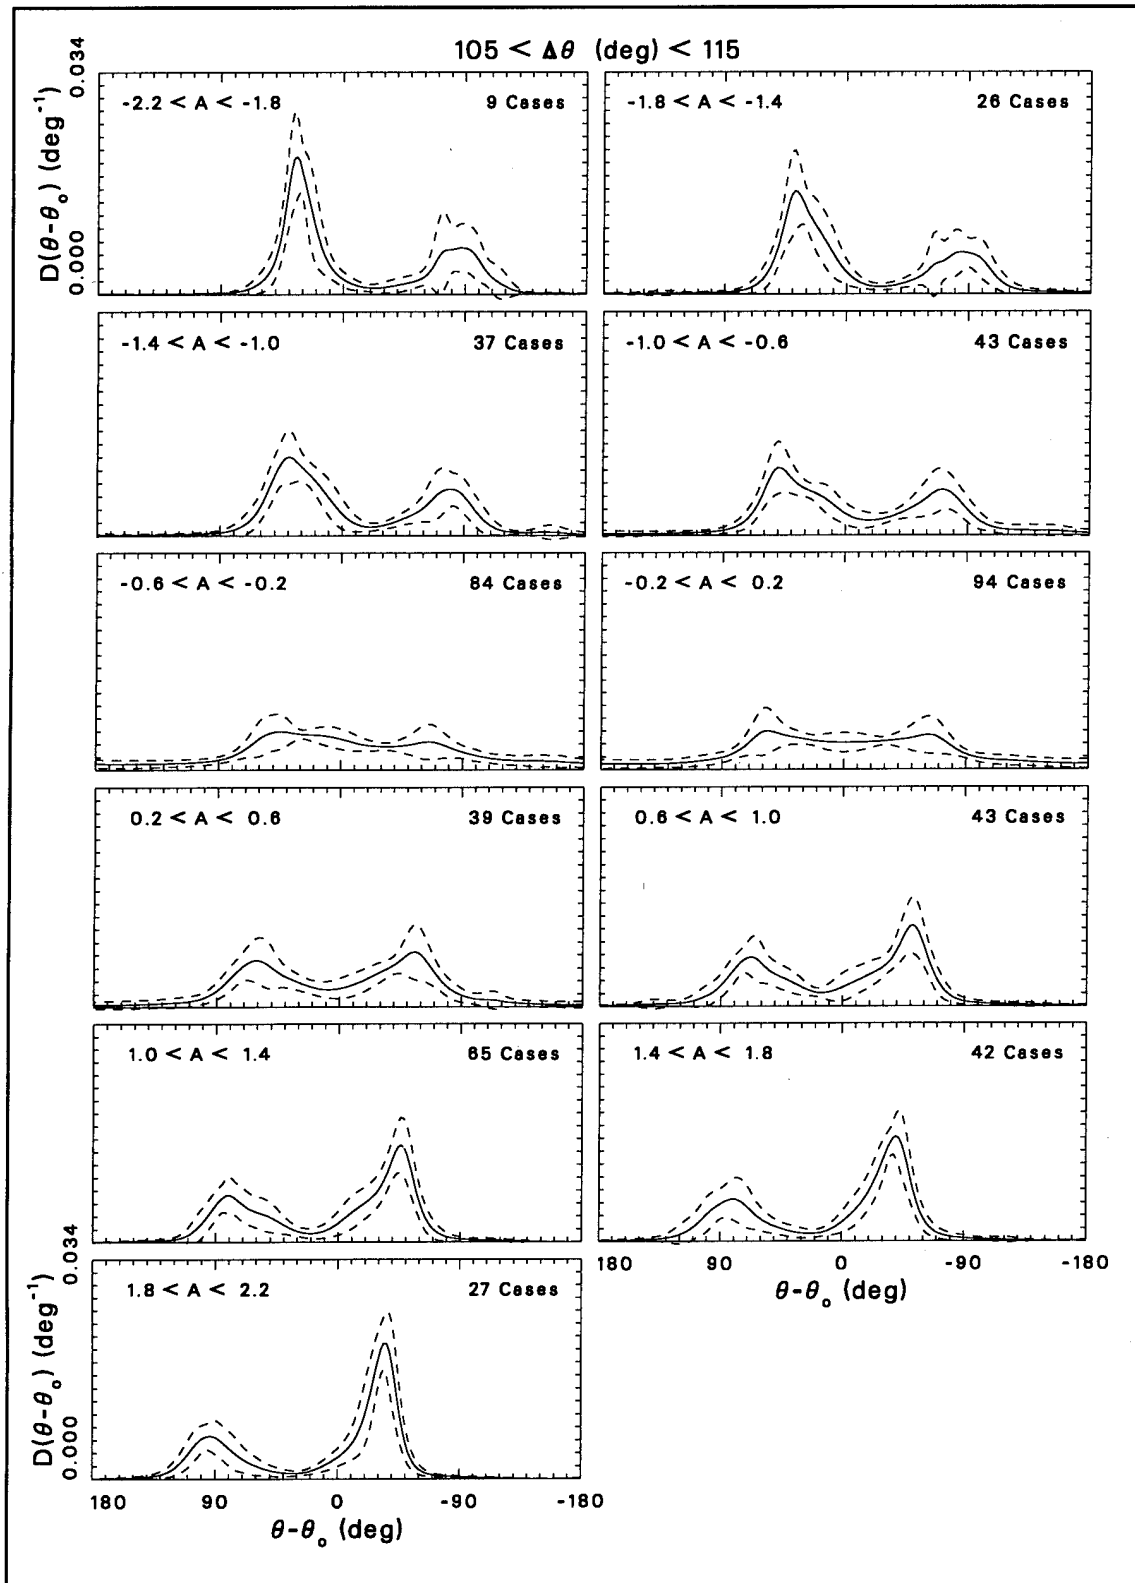 105 < Δθ (deg) < 115
0.034
D(θ-θo) (deg⁻¹)
0.000
-2.2 < A < -1.8
9 Cases
-1.8 < A < -1.4
26 Cases
-1.4 < A < -1.0
37 Cases
-1.0 < A < -0.6
43 Cases
-0.6 < A < -0.2
84 Cases
-0.2 < A < 0.2
94 Cases
0.2 < A < 0.6
39 Cases
0.6 < A < 1.0
43 Cases
1.0 < A < 1.4
65 Cases
1.4 < A < 1.8
42 Cases
180 90 0 -90 -180
θ-θo (deg)
0.034
D(θ-θo) (deg⁻¹)
0.000
1.8 < A < 2.2
27 Cases
180 90 0 -90 -180
θ-θo (deg)